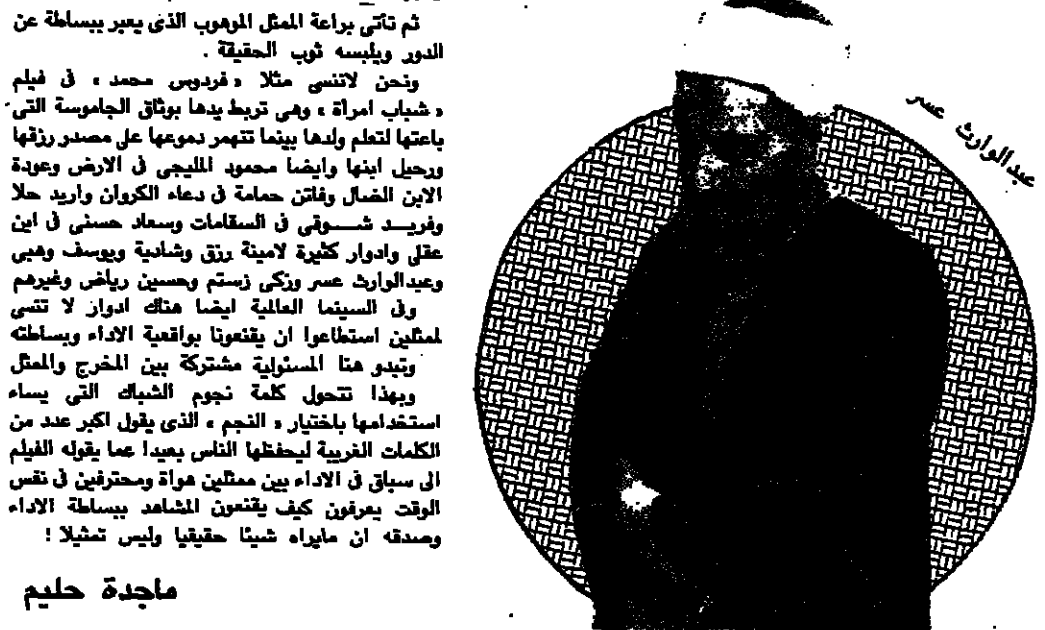 ثم تأتى براعة الممثل الموهوب الذى يعبر ببساطة عن
الدور ويلبسه ثوب الحقيقة .
ونحن لاننسى مثلا « فردوس محمد » فى فيلم
« شباب امرأة » وهى تربط يدها بوثاق الجاموسة التى
باعتها لتعلم ولدها بينما تنهمر دموعها على مصدر رزقها
ورحيل ابنها وايضا محمود المليجى فى الارض وعودة
الابن الضال وفاتن حمامة فى دعاء الكروان واريد حلا
وفريد شوقى فى السقامات وسعاد حسنى فى اين
عقلى وادوار كثيرة لامينة رزق وشادية ويوسف وهبى
وعبدالوارث عسر وزكى رستم وحسين رياض وغيرهم
وفى السينما العالمية ايضا هناك ادوار لا تنسى
لممثلين استطاعوا ان يقنعونا بواقعية الاداء وبساطته
وتبدو هنا المسئولية مشتركة بين المخرج والممثل
وبهذا تتحول كلمة نجوم الشباك التى يساء
استخدامها باختيار « النجم » الذى يقول اكبر عدد من
الكلمات الغريبة ليحفظها الناس بعيدا عما يقوله الفيلم
الى سباق فى الاداء بين ممثلين هواة ومحترفين فى نفس
الوقت يعرفون كيف يقنعون المشاهد ببساطة الاداء
وصدقه ان مايراه شيئا حقيقيا وليس تمثيلا !
ماجدة حليم
عبدالوارث عسر